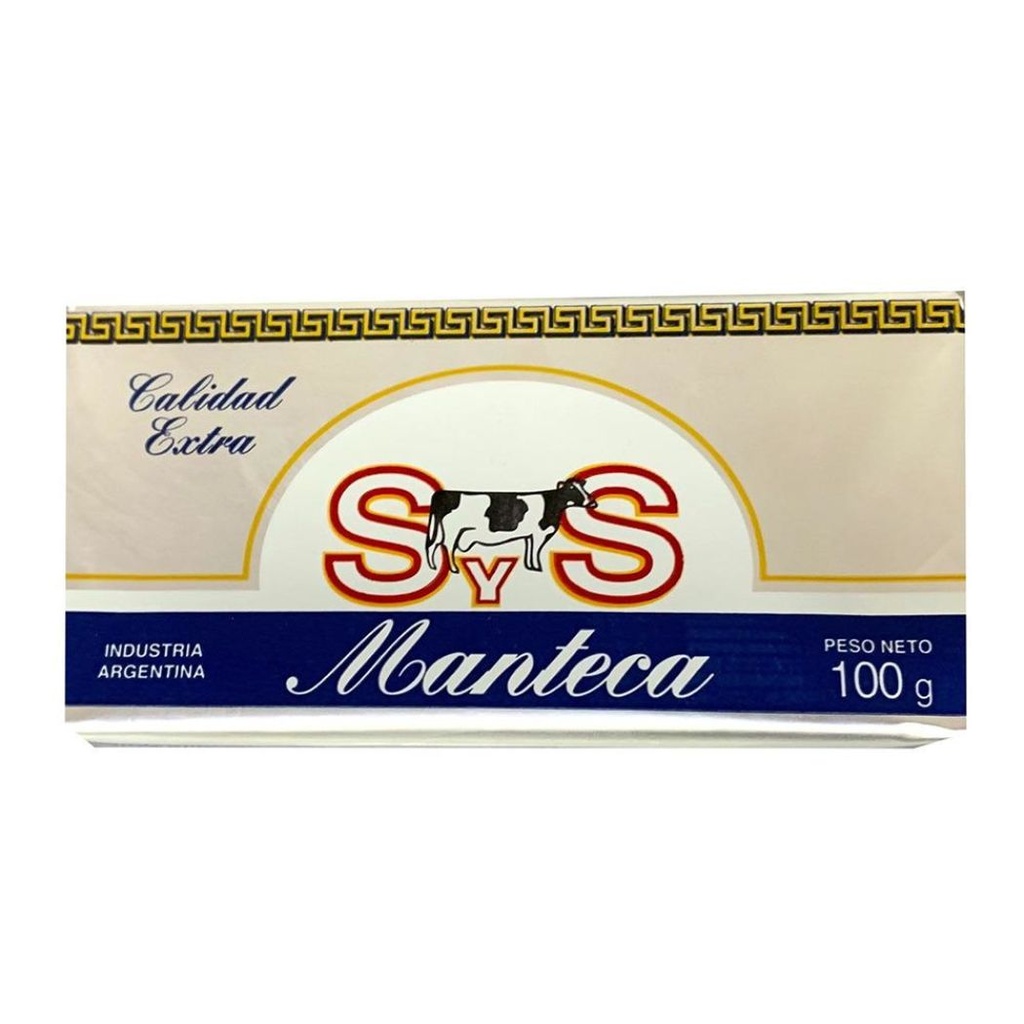 Calidad
Extra
SyS
INDUSTRIA
ARGENTINA
Manteca
PESO NETO
100 g